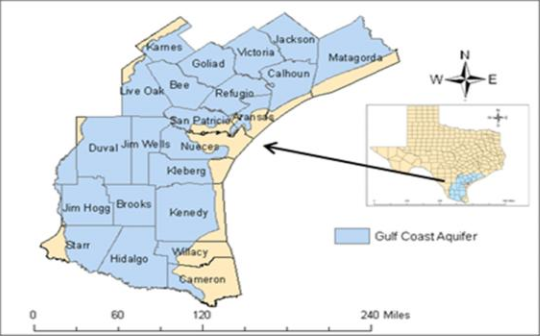 Jackson
Karnes
Victoria
Matagorda
Goliad
Calhoun
Bee
Live Oak
Refugio
Aransas
San Patricio
N
W E
S
Duval
Jim Wells
Nueces
Kleberg
Jim Hogg
Brooks
Kenedy
Gulf Coast Aquifer
Starr
Willacy
Hidalgo
Cameron
0 60 120 240 Miles